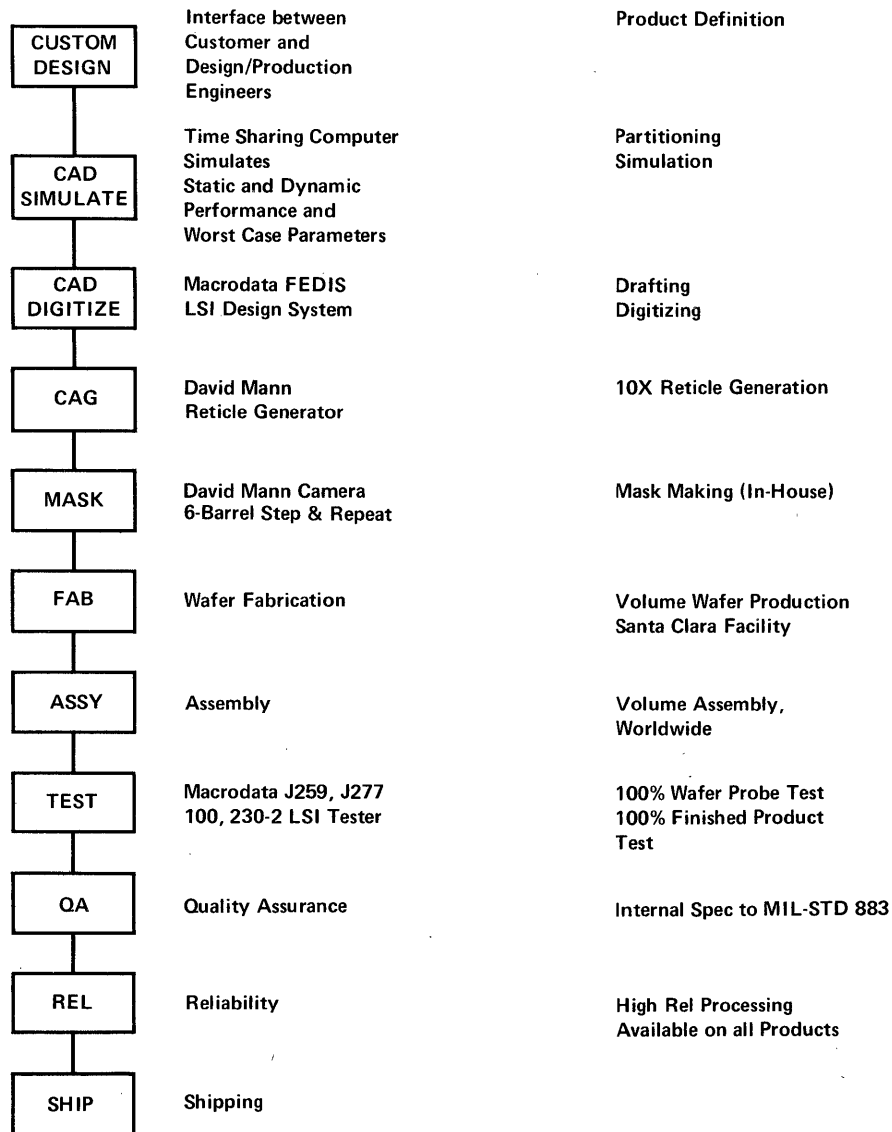 CUSTOM
DESIGN
Interface between
Customer and
Design/Production
Engineers
Product Definition
CAD
SIMULATE
Time Sharing Computer
Simulates
Static and Dynamic
Performance and
Worst Case Parameters
Partitioning
Simulation
CAD
DIGITIZE
Macrodata FEDIS
LSI Design System
Drafting
Digitizing
CAG
David Mann
Reticle Generator
10X Reticle Generation
MASK
David Mann Camera
6-Barrel Step & Repeat
Mask Making (In-House)
FAB
Wafer Fabrication
Volume Wafer Production
Santa Clara Facility
ASSY
Assembly
Volume Assembly,
Worldwide
TEST
Macrodata J259, J277
100, 230-2 LSI Tester
100% Wafer Probe Test
100% Finished Product
Test
QA
Quality Assurance
Internal Spec to MIL-STD 883
REL
Reliability
High Rel Processing
Available on all Products
SHIP
Shipping